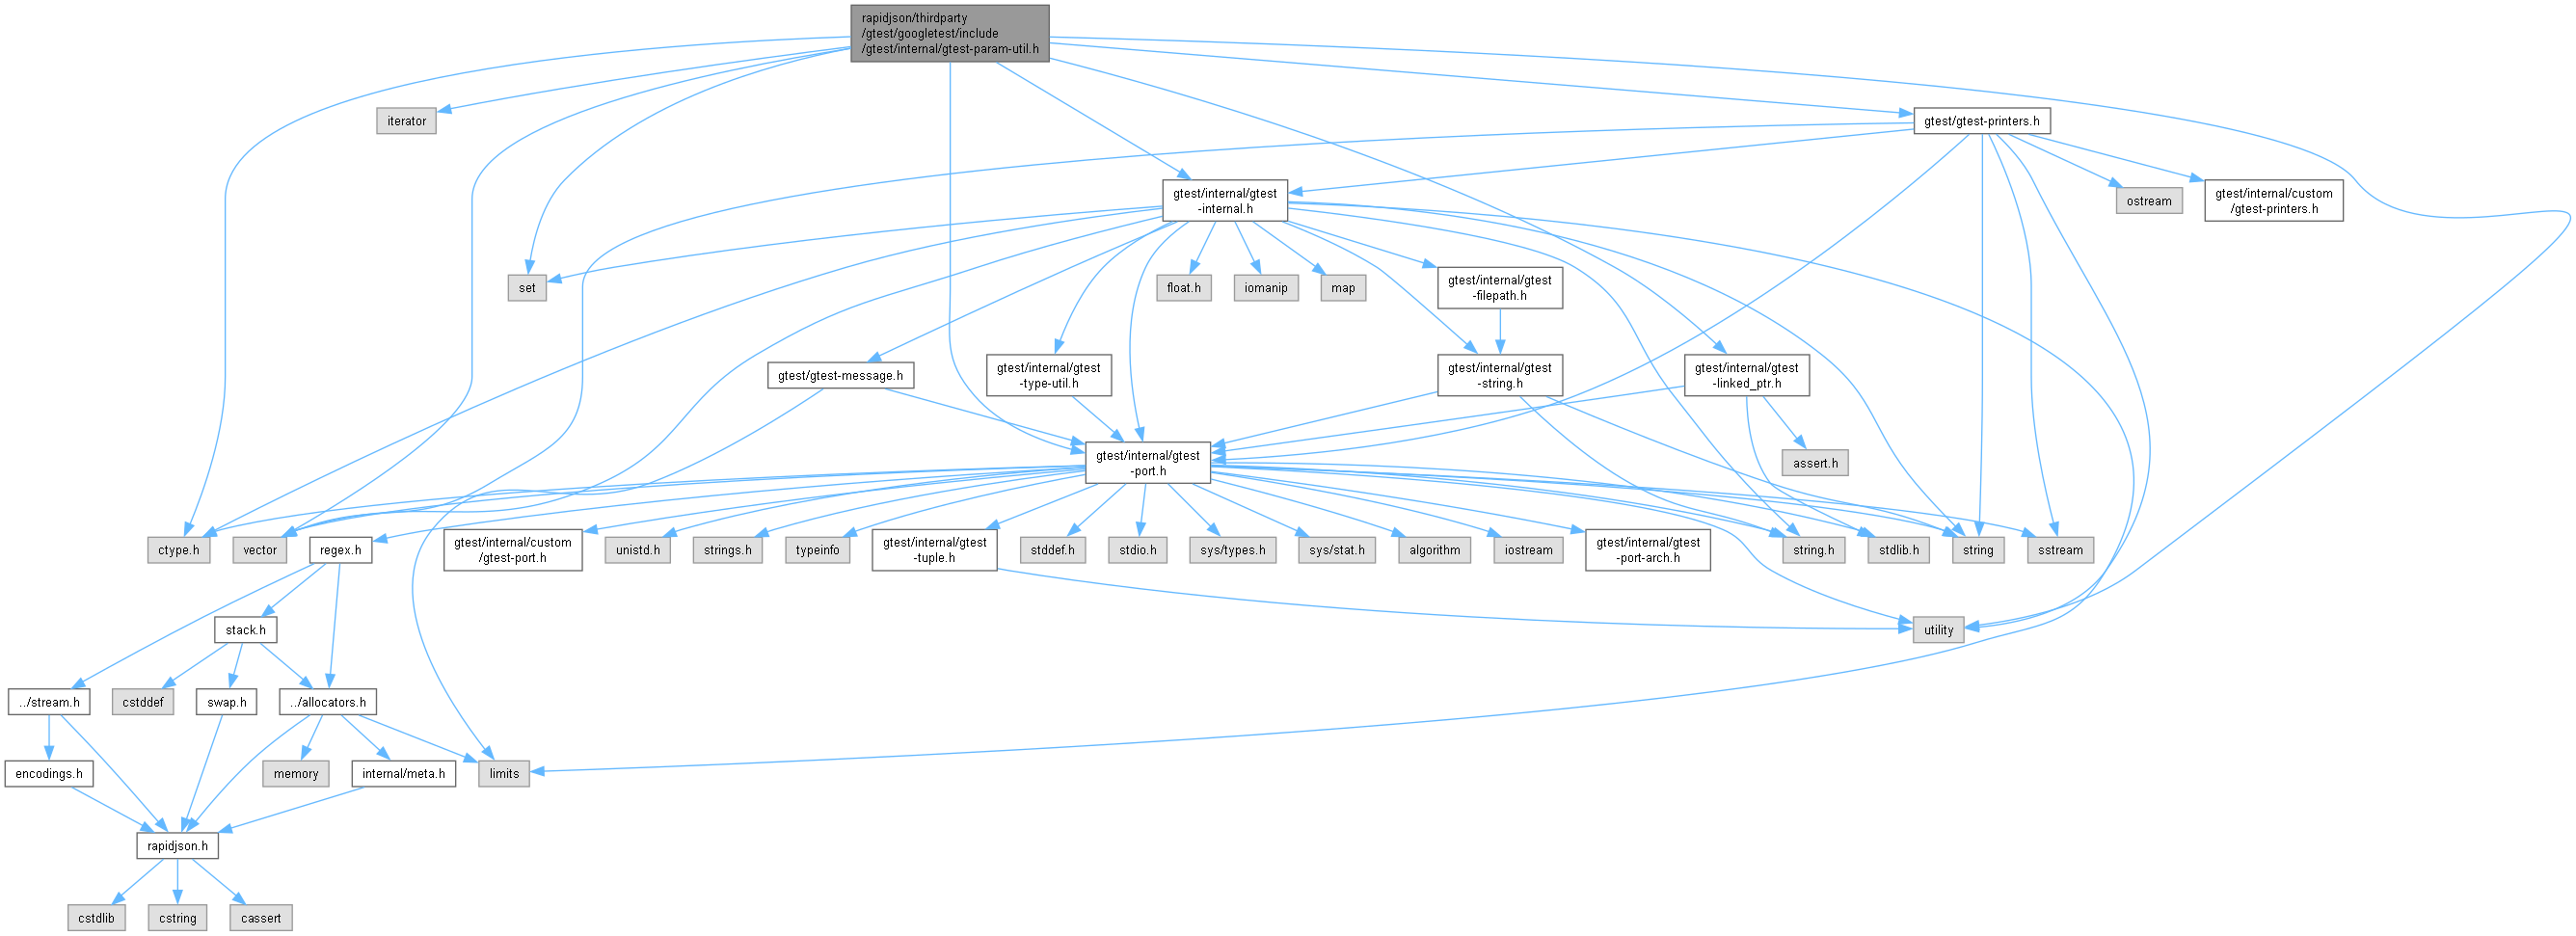 rapidjson/thirdparty
/gtest/googletest/include
/gtest/internal/gtest-param-util.h
iterator
gtest/gtest-printers.h
gtest/internal/gtest
-internal.h
ostream
gtest/internal/custom
/gtest-printers.h
set
float.h
iomanip
map
gtest/internal/gtest
-filepath.h
gtest/gtest-message.h
gtest/internal/gtest
-type-util.h
gtest/internal/gtest
-string.h
gtest/internal/gtest
-linked_ptr.h
gtest/internal/gtest
-port.h
assert.h
ctype.h
vector
regex.h
gtest/internal/custom
/gtest-port.h
unistd.h
strings.h
typeinfo
gtest/internal/gtest
-tuple.h
stddef.h
stdio.h
sys/types.h
sys/stat.h
algorithm
iostream
gtest/internal/gtest
-port-arch.h
string.h
stdlib.h
string
sstream
stack.h
utility
../stream.h
cstddef
swap.h
../allocators.h
encodings.h
memory
internal/meta.h
limits
rapidjson.h
cstdlib
cstring
cassert